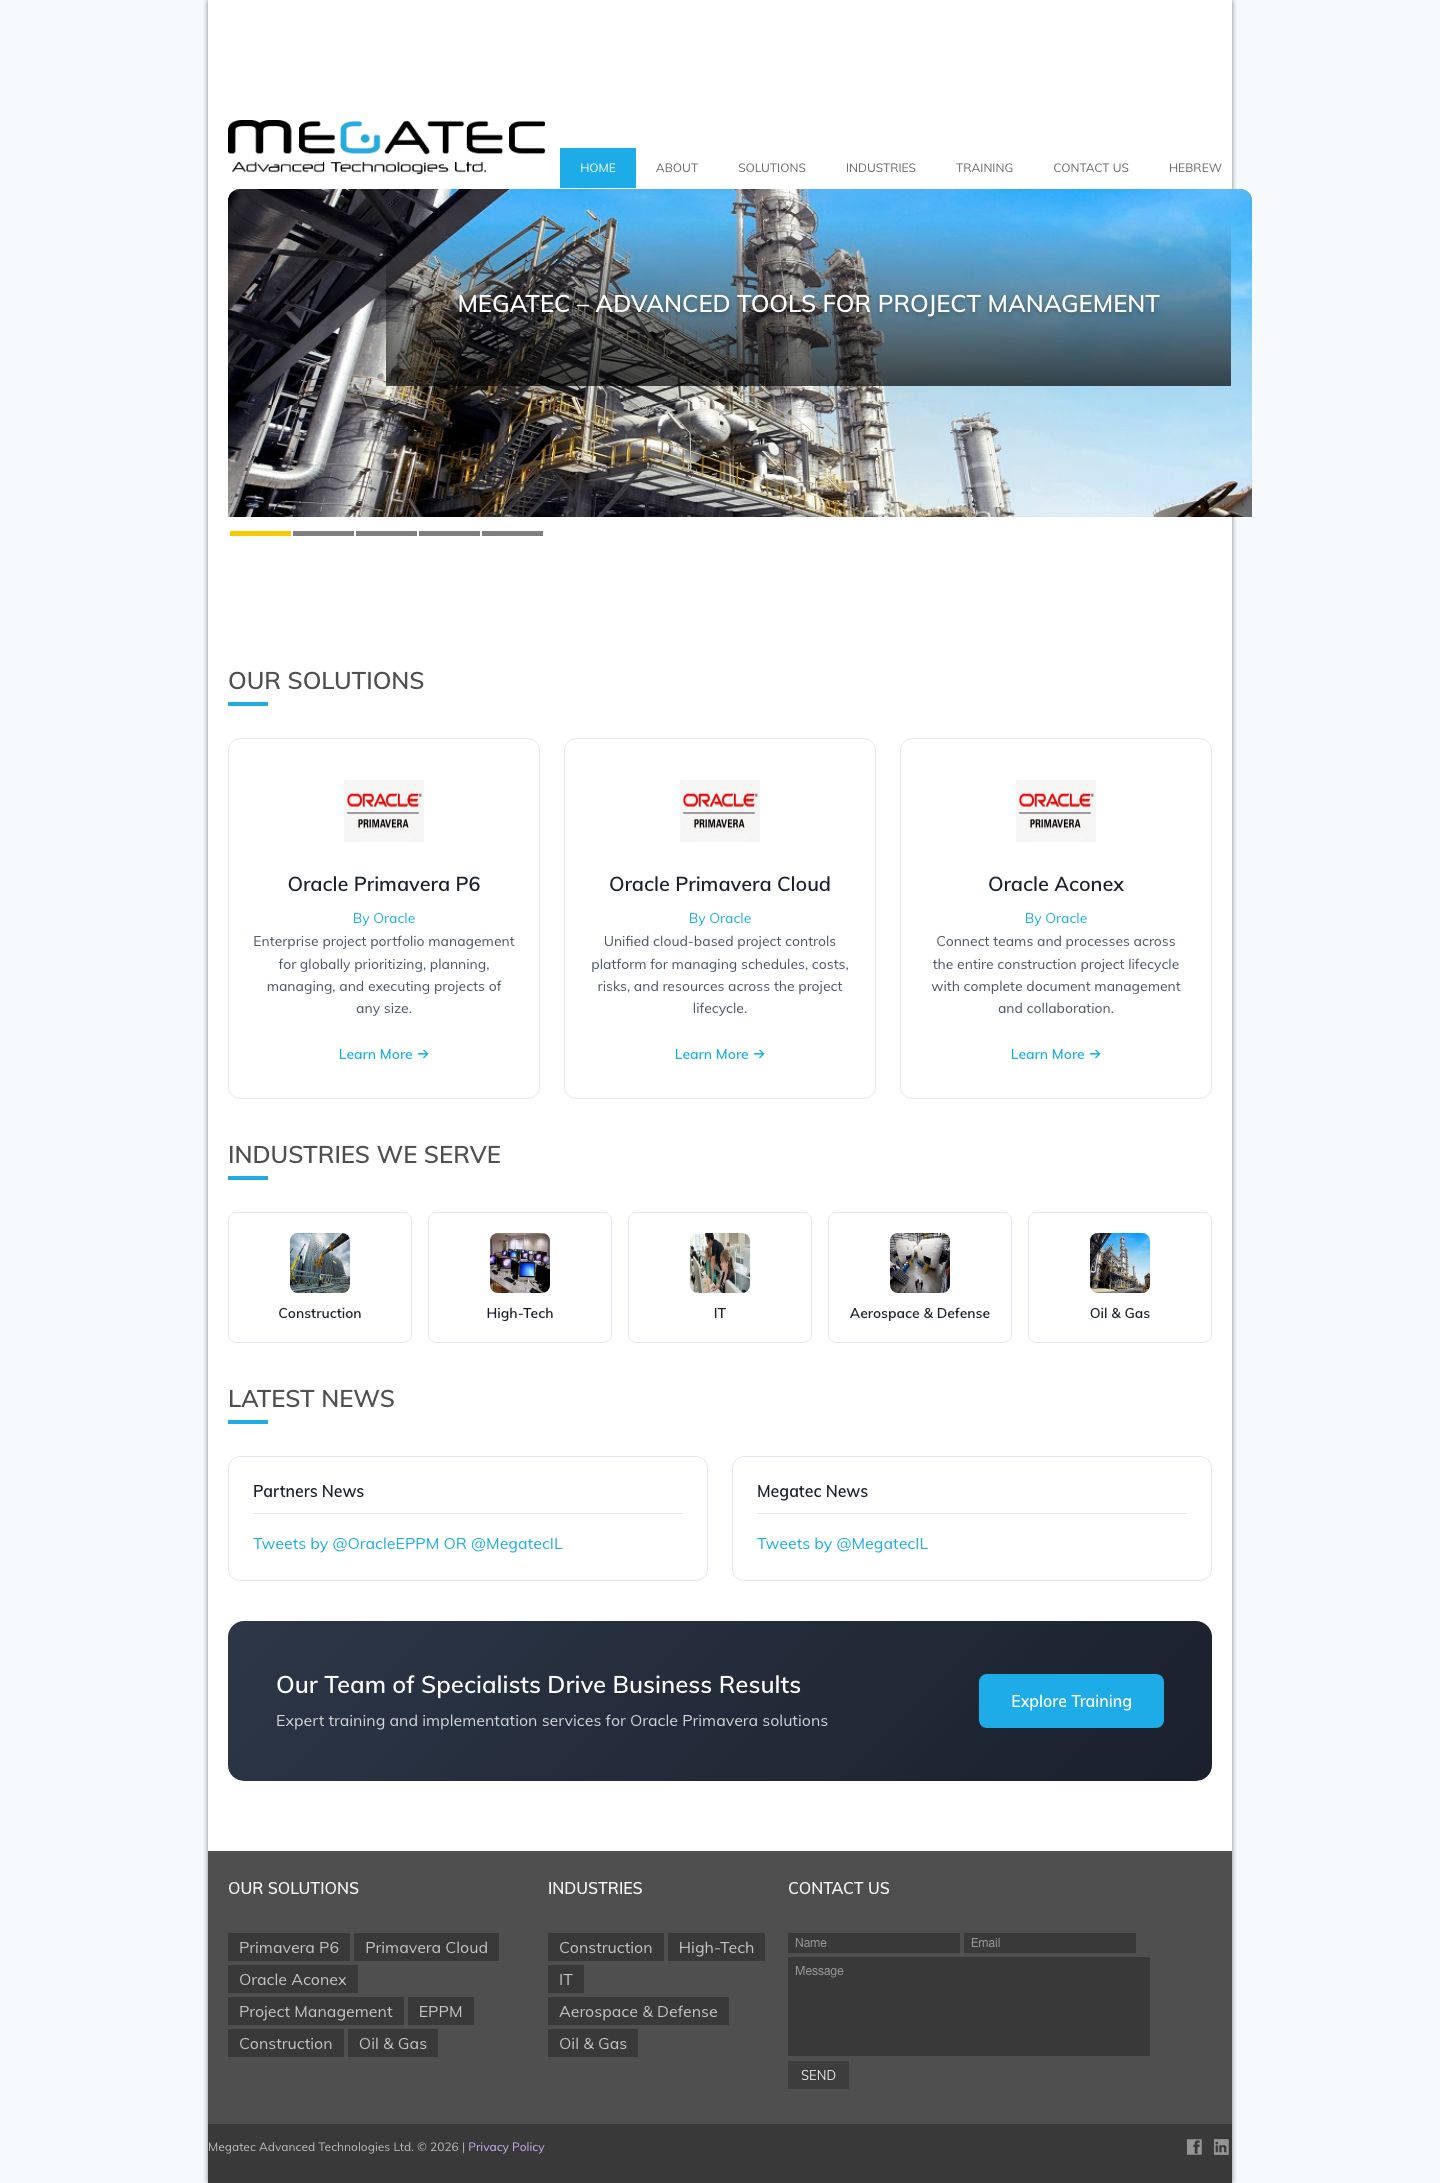 MEGATEC
Advanced Technologies Ltd.
HOME ABOUT SOLUTIONS INDUSTRIES TRAINING CONTACT US HEBREW
MEGATEC – ADVANCED TOOLS FOR PROJECT MANAGEMENT
OUR SOLUTIONS
ORACLE
PRIMAVERA
Oracle Primavera P6
By Oracle
Enterprise project portfolio management
for globally prioritizing, planning,
managing, and executing projects of
any size.
Learn More →
ORACLE
PRIMAVERA
Oracle Primavera Cloud
By Oracle
Unified cloud-based project controls
platform for managing schedules, costs,
risks, and resources across the project
lifecycle.
Learn More →
ORACLE
PRIMAVERA
Oracle Aconex
By Oracle
Connect teams and processes across
the entire construction project lifecycle
with complete document management
and collaboration.
Learn More →
INDUSTRIES WE SERVE
Construction
High-Tech
IT
Aerospace & Defense
Oil & Gas
LATEST NEWS
Partners News
Tweets by @OracleEPPM OR @MegatecIL
Megatec News
Tweets by @MegatecIL
Our Team of Specialists Drive Business Results
Expert training and implementation services for Oracle Primavera solutions
Explore Training
OUR SOLUTIONS
Primavera P6 Primavera Cloud
Oracle Aconex
Project Management EPPM
Construction Oil & Gas
INDUSTRIES
Construction High-Tech
IT
Aerospace & Defense
Oil & Gas
CONTACT US
Name Email
Message
SEND
Megatec Advanced Technologies Ltd. © 2026 | Privacy Policy